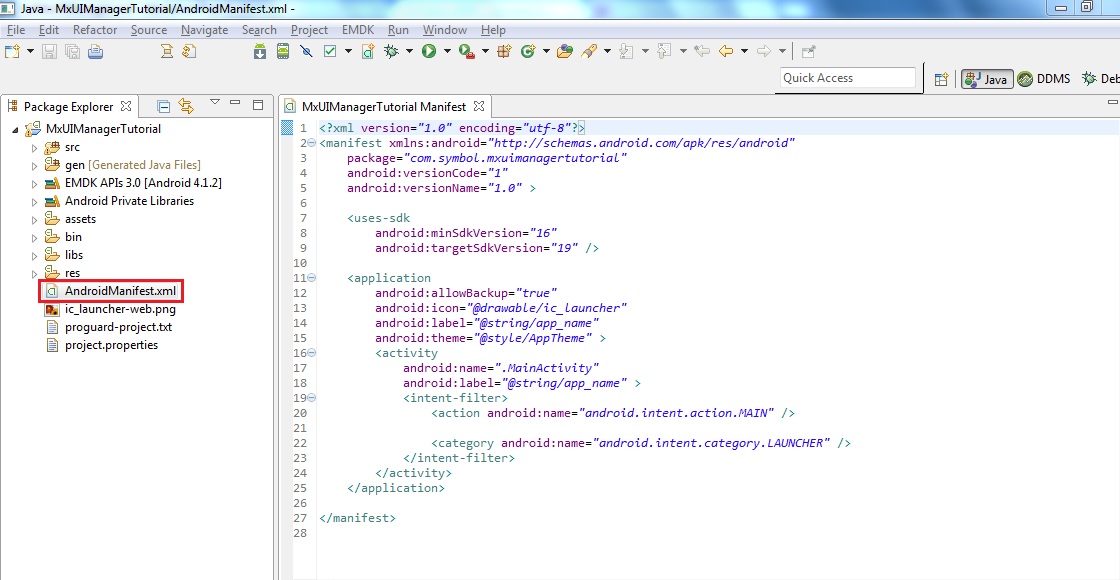 Java - MxUIManagerTutorial/AndroidManifest.xml -
File Edit Refactor Source Navigate Search Project EMDK Run Window Help
Quick Access
Java
DDMS
Deb
Package Explorer
MxUIManagerTutorial
src
gen [Generated Java Files]
EMDK APIs 3.0 [Android 4.1.2]
Android Private Libraries
assets
bin
libs
res
AndroidManifest.xml
ic_launcher-web.png
proguard-project.txt
project.properties
MxUIManagerTutorial Manifest
1 <?xml version="1.0" encoding="utf-8"?>
2 <manifest xmlns:android="http://schemas.android.com/apk/res/android"
3     package="com.symbol.mxuimanagertutorial"
4     android:versionCode="1"
5     android:versionName="1.0" >
6
7     <uses-sdk
8         android:minSdkVersion="16"
9         android:targetSdkVersion="19" />
10
11     <application
12         android:allowBackup="true"
13         android:icon="@drawable/ic_launcher"
14         android:label="@string/app_name"
15         android:theme="@style/AppTheme" >
16         <activity
17             android:name=".MainActivity"
18             android:label="@string/app_name" >
19             <intent-filter>
20                 <action android:name="android.intent.action.MAIN" />
21
22                 <category android:name="android.intent.category.LAUNCHER" />
23             </intent-filter>
24         </activity>
25     </application>
26
27 </manifest>
28